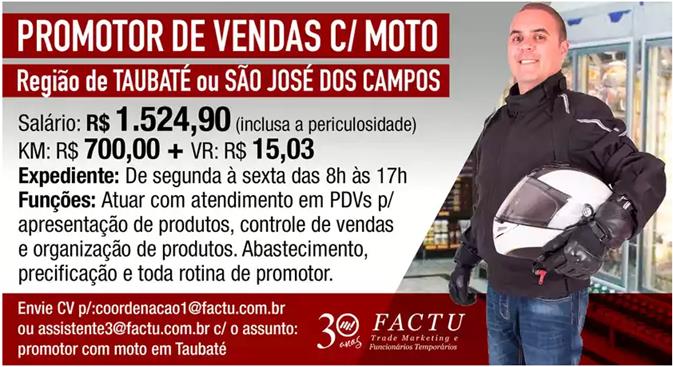 PROMOTOR DE VENDAS C/ MOTO
Região de TAUBATÉ ou SÃO JOSÉ DOS CAMPOS
Salário: R$ 1.524,90 (inclusa a periculosidade)
KM: R$ 700,00 + VR: R$ 15,03
Expediente: De segunda à sexta das 8h às 17h
Funções: Atuar com atendimento em PDVs p/
apresentação de produtos, controle de vendas
e organização de produtos. Abastecimento,
precificação e toda rotina de promotor.
Envie CV p/:coordenacao1@factu.com.br
ou assistente3@factu.com.br c/ o assunto:
promotor com moto em Taubaté
30 anos
FACTU
Trade Marketing e
Funcionários Temporários